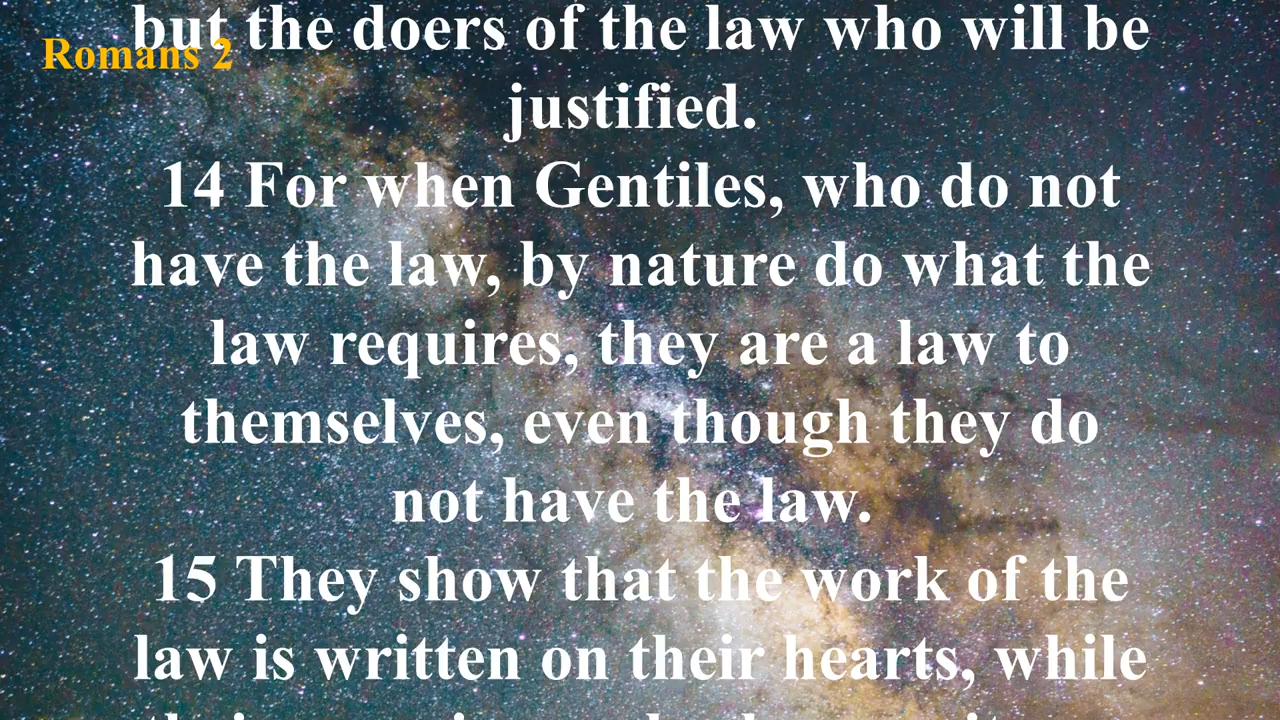 but the doers of the law who will be
Romans 2
justified.
14 For when Gentiles, who do not
have the law, by nature do what the
law requires, they are a law to
themselves, even though they do
not have the law.
15 They show that the work of the
law is written on their hearts, while